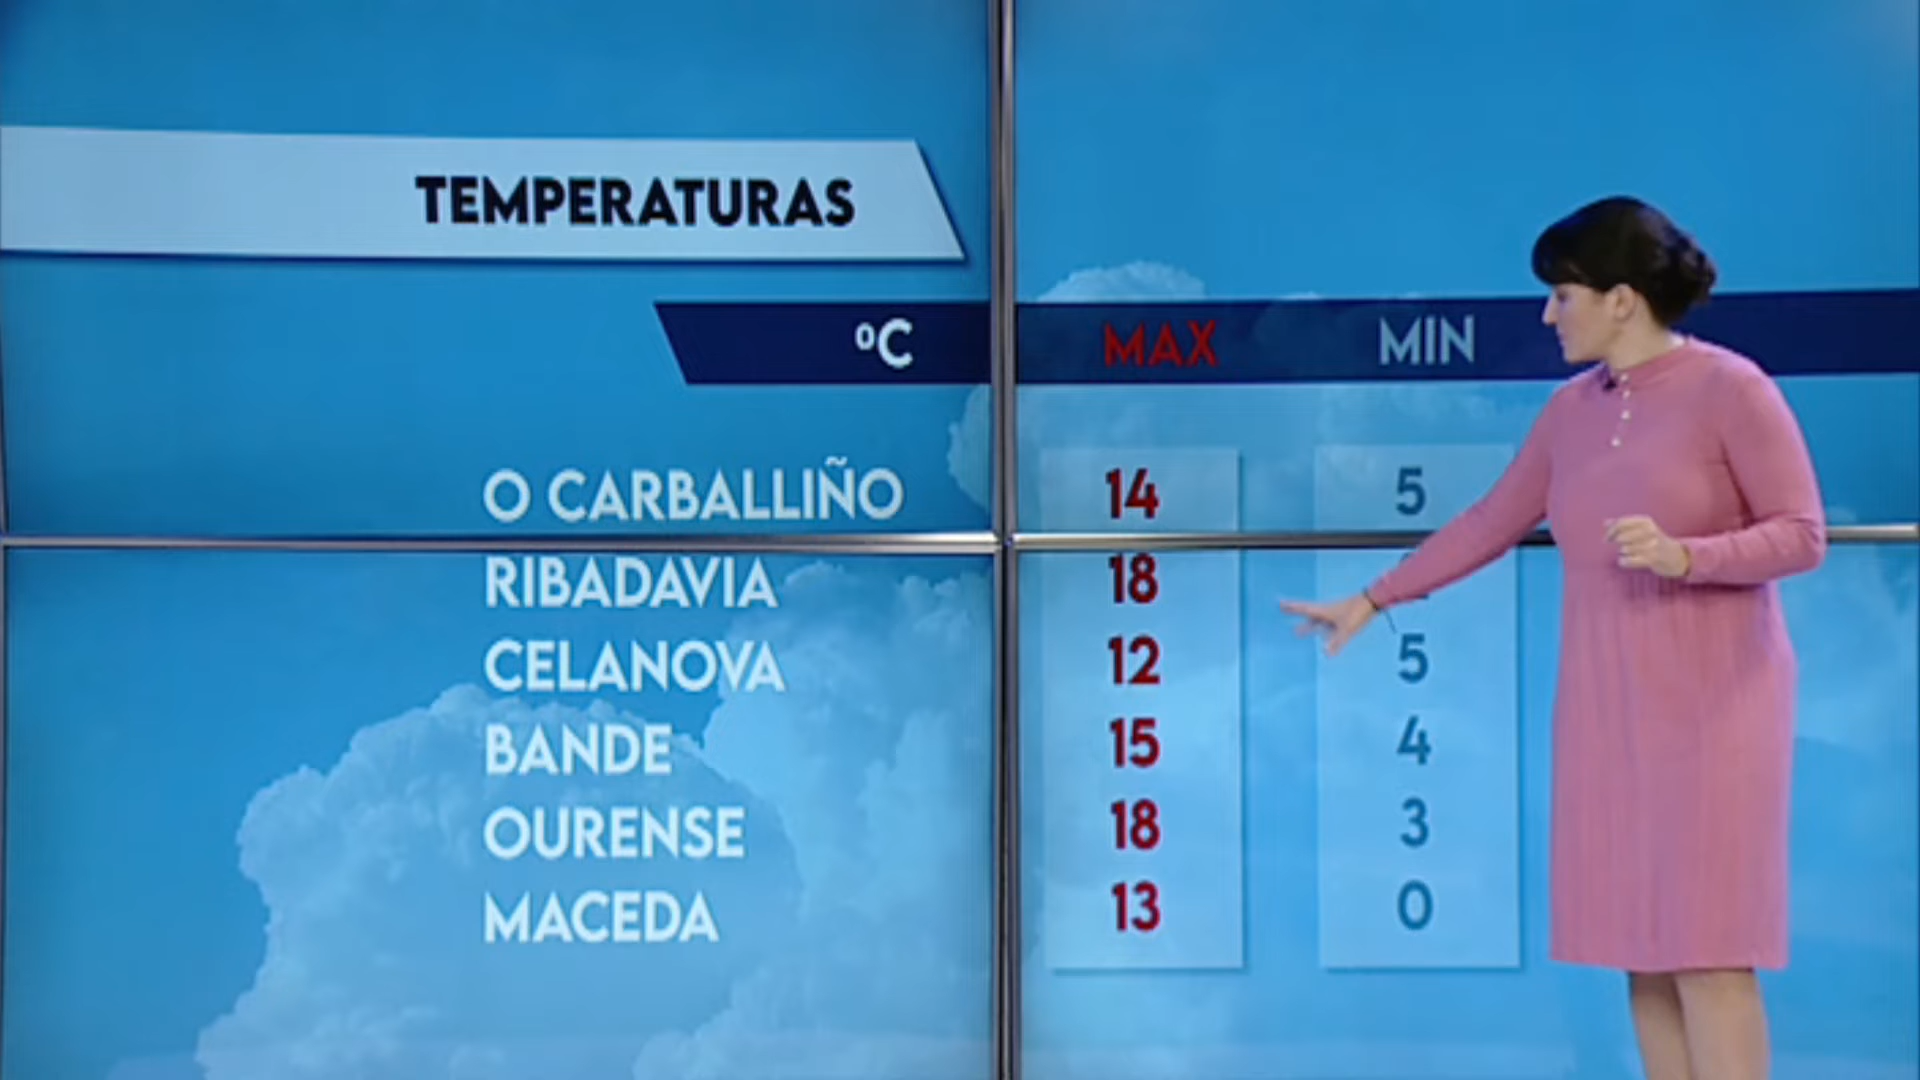 TEMPERATURAS
ºC MAX MIN
O CARBALLIÑO 14 5
RIBADAVIA 18
CELANOVA 12 5
BANDE 15 4
OURENSE 18 3
MACEDA 13 0